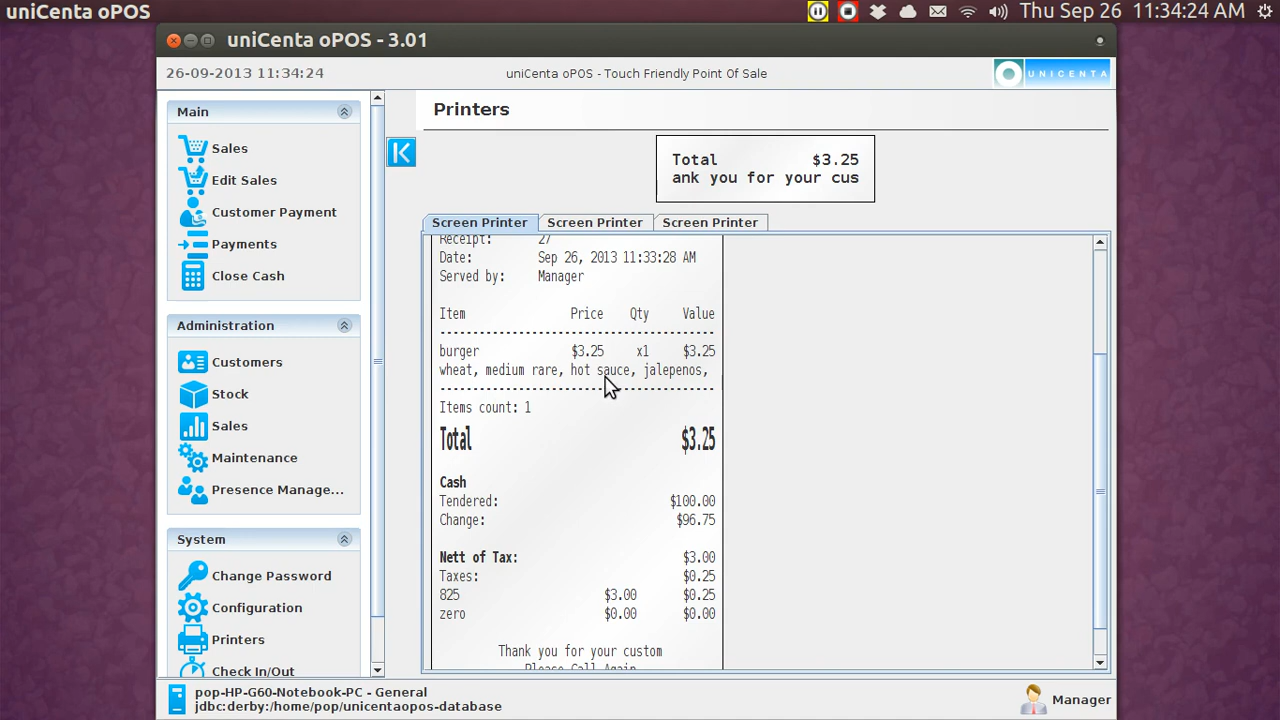 uniCenta oPOS
Thu Sep 26 11:34:24 AM
uniCenta oPOS - 3.01
26-09-2013 11:34:24
uniCenta oPOS - Touch Friendly Point Of Sale
UNICENTA
Main
Sales
Edit Sales
Customer Payment
Payments
Close Cash
Administration
Customers
Stock
Sales
Maintenance
Presence Manage...
System
Change Password
Configuration
Printers
Check In/Out
Printers
Total $3.25
ank you for your cus
Screen Printer Screen Printer Screen Printer
Receipt: 27
Date: Sep 26, 2013 11:33:28 AM
Served by: Manager
Item Price Qty Value
burger $3.25 x1 $3.25
wheat, medium rare, hot sauce, jalepenos,
Items count: 1
Total $3.25
Cash
Tendered: $100.00
Change: $96.75
Nett of Tax: $3.00
Taxes: $0.25
825 $3.00 $0.25
zero $0.00 $0.00
Thank you for your custom
Please Call Again
pop-HP-G60-Notebook-PC - General
jdbc:derby:/home/pop/unicentaopos-database
Manager